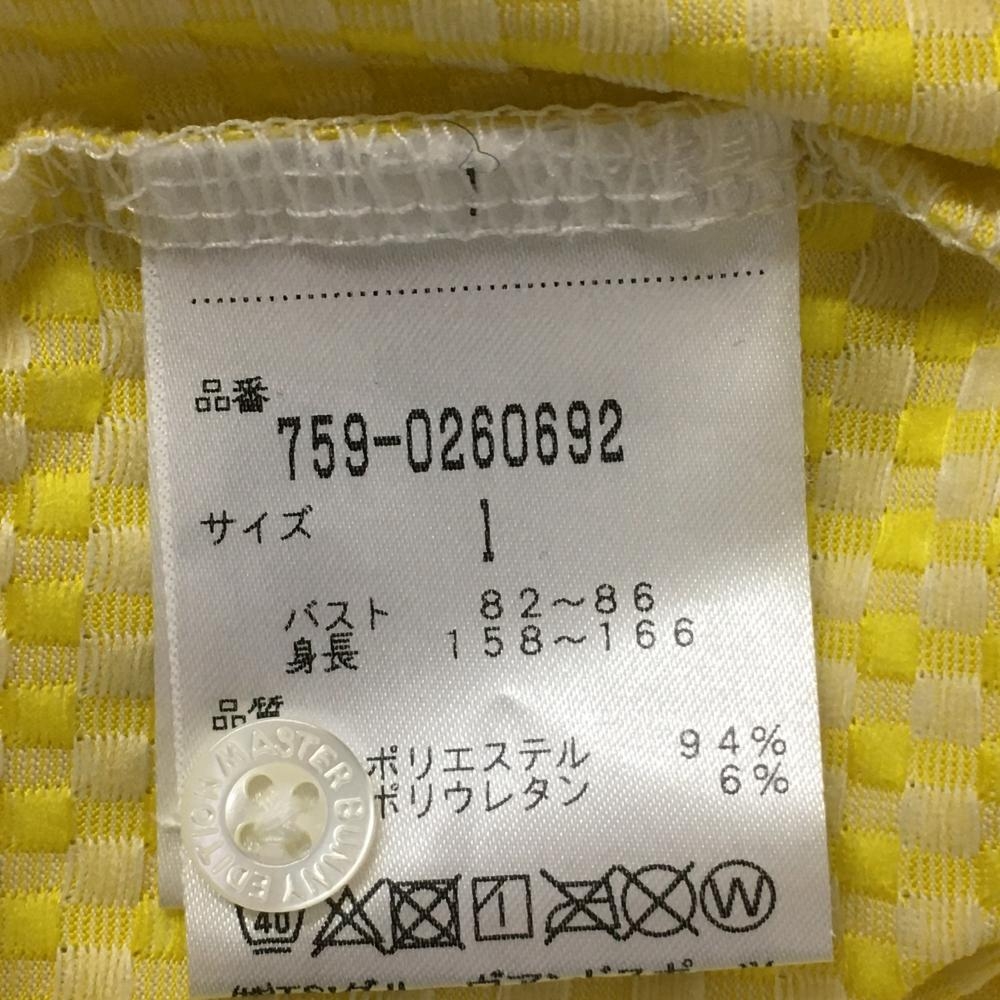 品番
759-0260692
サイズ 1
バスト 82～86
身長 158～166
品質
ポリエステル 94%
ポリウレタン 6%
MASTER BUNNY EDITION
40
W